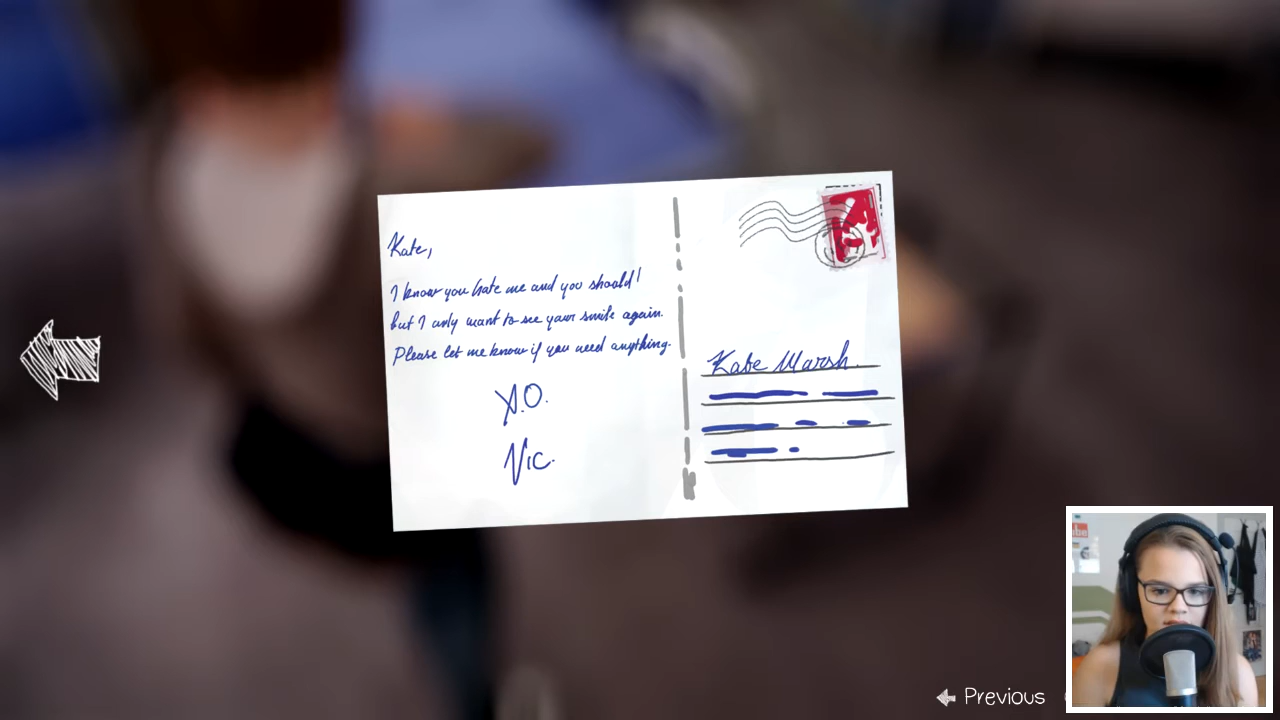 Kate,
I know you hate me and you should!
but I only want to see your smile again.
Please let me know if you need anything.
X.O.
Vic.
Kate Marsh
Previous